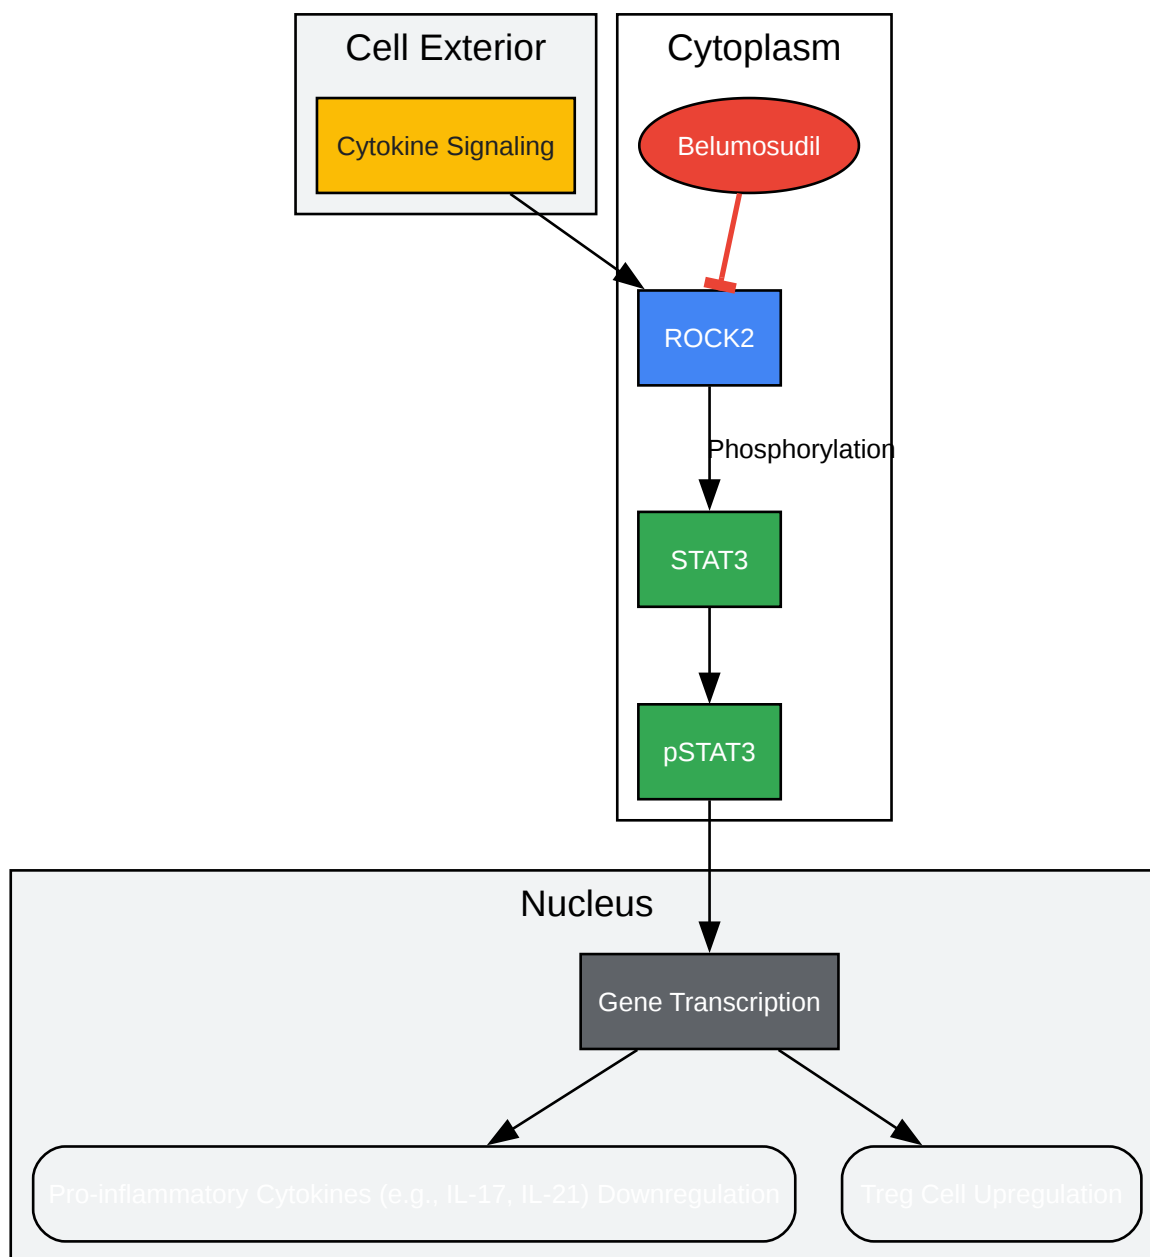 Cell Exterior
Cytoplasm
Cytokine Signaling
Belumosudil
ROCK2
Phosphorylation
STAT3
pSTAT3
Nucleus
Gene Transcription
Pro-inflammatory Cytokines (e.g., IL-17, IL-21) Downregulation
Treg Cell Upregulation